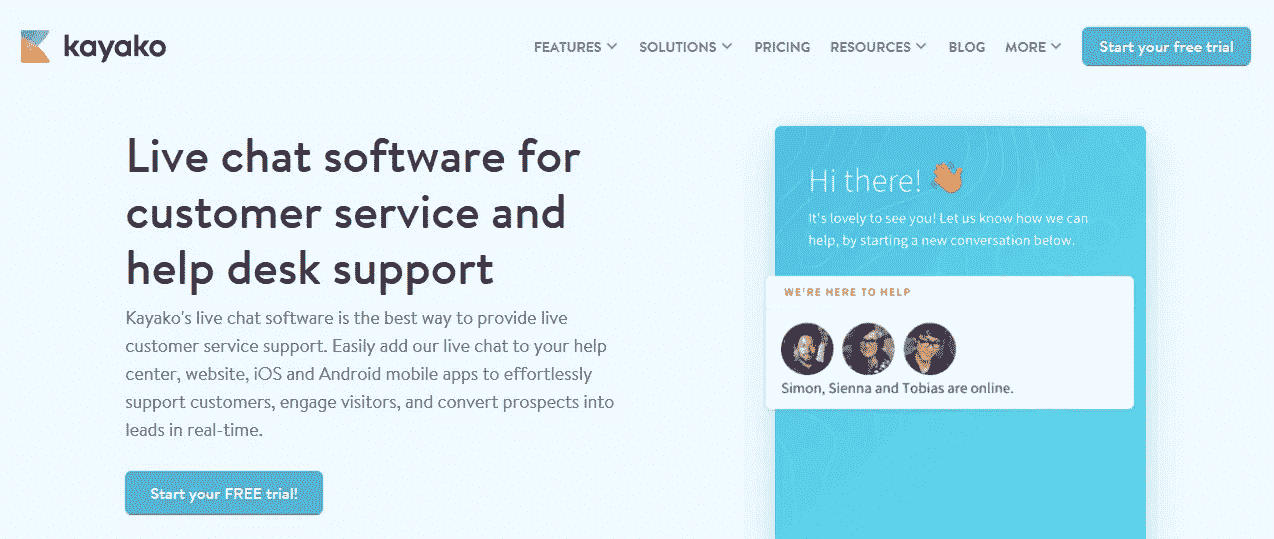 kayako
FEATURES
SOLUTIONS
PRICING
RESOURCES
BLOG
MORE
Start your free trial
Live chat software for
customer service and
help desk support
Kayako's live chat software is the best way to provide live
customer service support. Easily add our live chat to your help
center, website, iOS and Android mobile apps to effortlessly
support customers, engage visitors, and convert prospects into
leads in real-time.
Start your FREE trial!
Hi there!
It's lovely to see you! Let us know how we can
help, by starting a new conversation below.
WE'RE HERE TO HELP
Simon, Sienna and Tobias are online.